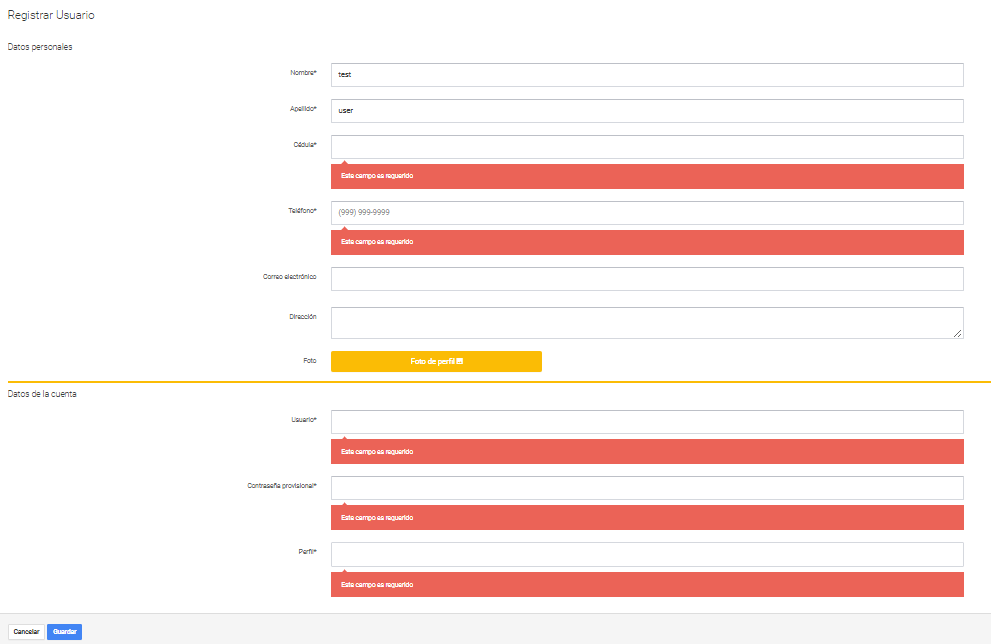 Registrar Usuario
Datos personales
Nombre* test
Apellido* user
Cédula*
Este campo es requerido
Teléfono* (999) 999-9999
Este campo es requerido
Correo electrónico
Dirección
Foto Foto de perfil
Datos de la cuenta
Usuario*
Este campo es requerido
Contraseña provisional*
Este campo es requerido
Perfil*
Este campo es requerido
Cancelar Guardar